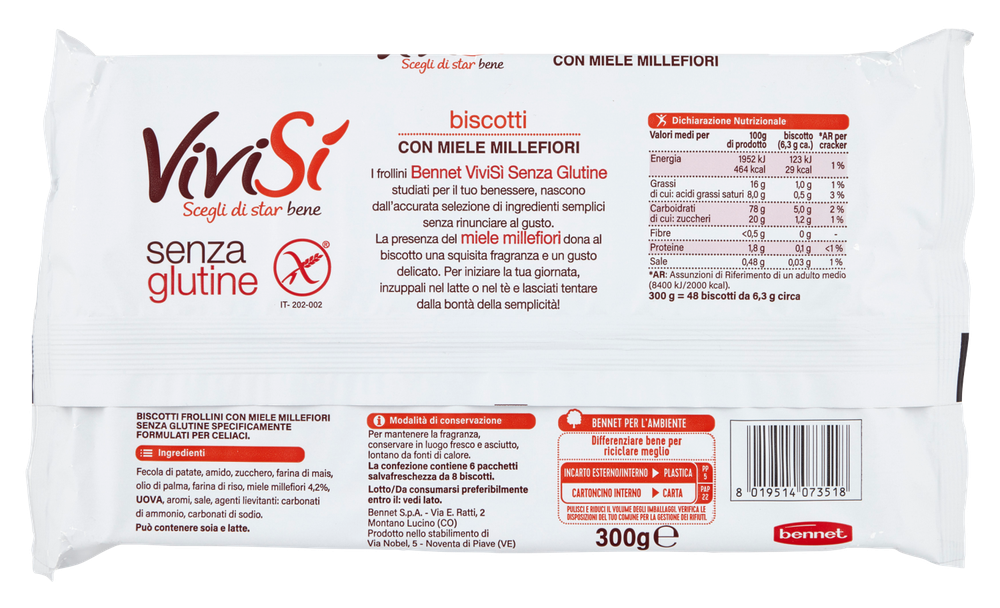 Scegli di star bene
CON MIELE MILLEFIORI
ViviSì
Scegli di star bene
senza
glutine
®
IT- 202-002
biscotti
CON MIELE MILLEFIORI
I frollini Bennet ViviSì Senza Glutine
studiati per il tuo benessere, nascono
dall'accurata selezione di ingredienti semplici
senza rinunciare al gusto.
La presenza del miele millefiori dona al
biscotto una squisita fragranza e un gusto
delicato. Per iniziare la tua giornata,
inzuppali nel latte o nel tè e lasciati tentare
dalla bontà della semplicità!
Dichiarazione Nutrizionale
Valori medi per 100g di prodotto biscotto (6,3 g ca.) *AR per cracker
Energia 1952 kJ 123 kJ
464 kcal 29 kcal 1 %
Grassi 16 g 1,0 g 1 %
di cui: acidi grassi saturi 8,0 g 0,5 g 3 %
Carboidrati 78 g 5,0 g 2 %
di cui: zuccheri 20 g 1,2 g 1 %
Fibre <0,5 g 0 g -
Proteine 1,8 g 0,1 g <1 %
Sale 0,48 g 0,03 g 1 %
*AR: Assunzioni di Riferimento di un adulto medio
(8400 kJ/2000 kcal).
300 g = 48 biscotti da 6,3 g circa
BISCOTTI FROLLINI CON MIELE MILLEFIORI
SENZA GLUTINE SPECIFICAMENTE
FORMULATI PER CELIACI.
Ingredienti
Fecola di patate, amido, zucchero, farina di mais,
olio di palma, farina di riso, miele millefiori 4,2%,
UOVA, aromi, sale, agenti lievitanti: carbonati
di ammonio, carbonati di sodio.
Può contenere soia e latte.
Modalità di conservazione
Per mantenere la fragranza,
conservare in luogo fresco e asciutto,
lontano da fonti di calore.
La confezione contiene 6 pacchetti
salvafreschezza da 8 biscotti.
Lotto/Da consumarsi preferibilmente
entro il: vedi lato.
Bennet S.p.A. - Via E. Ratti, 2
Montano Lucino (CO)
Prodotto nello stabilimento di
Via Nobel, 5 - Noventa di Piave (VE)
BENNET PER L'AMBIENTE
Differenziare bene per
riciclare meglio
INCARTO ESTERNO/INTERNO PLASTICA PP 5
CARTONCINO INTERNO CARTA PAP 22
PULISCI E RIDUCI IL VOLUME DEGLI IMBALLAGGI. VERIFICA LE
DISPOSIZIONI DEL TUO COMUNE PER LA GESTIONE DEI RIFIUTI.
300g e
8 019514 073518
bennet